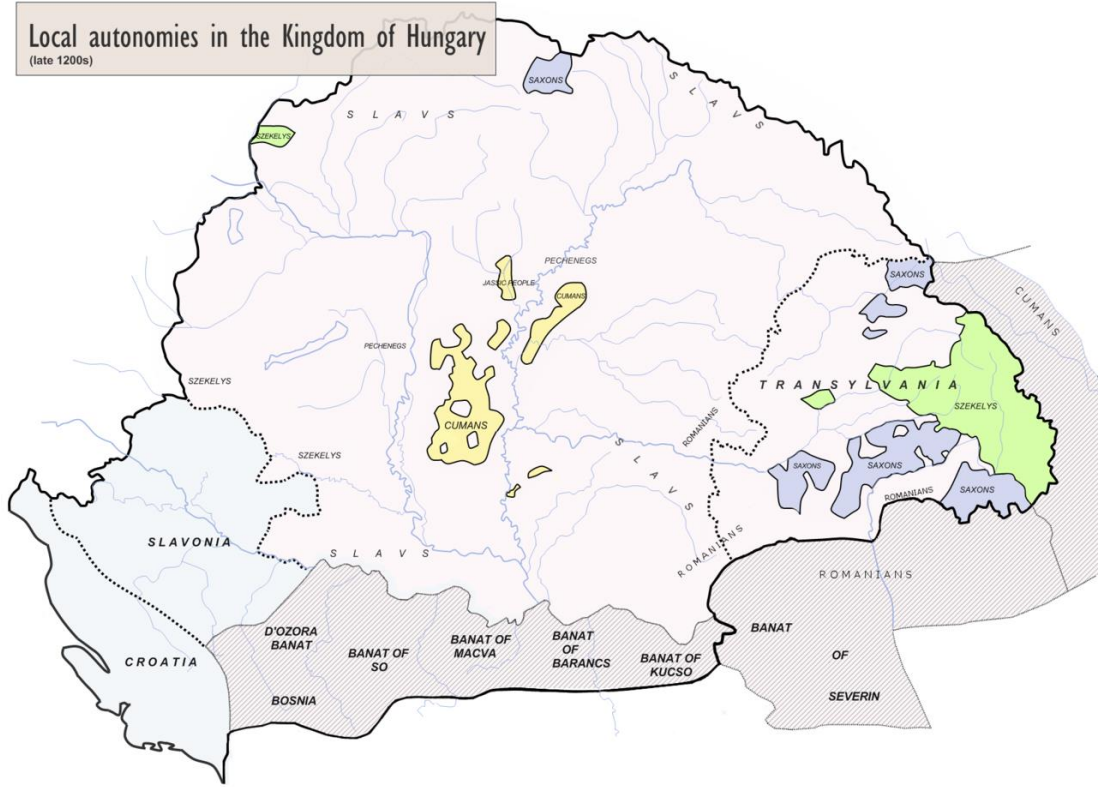 Local autonomies in the Kingdom of Hungary
(late 1200s)
SAXONS
SLAVS
SLAVS
SZEKELYS
PECHENEGS
SAXONS
JASSIC PEOPLE
CUMANS
CUMANS
PECHENEGS
SZEKELYS
TRANSYLVANIA
SZEKELYS
CUMANS
ROMANIANS
SZEKELYS
SLAVS
SAXONS
SAXONS
SAXONS
ROMANIANS
SLAVONIA
SLAVS
ROMANIANS
ROMANIANS
D'OZORA
BANAT
BANAT OF
SO
BANAT OF
MACVA
BANAT
OF
BARANCS
BANAT OF
KUCSO
BANAT
OF
SEVERIN
CROATIA
BOSNIA